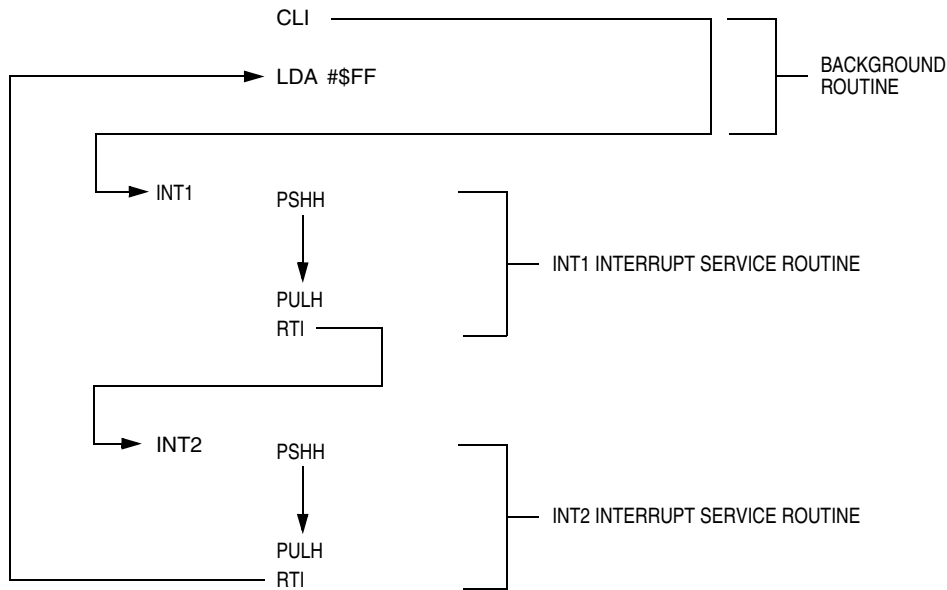 CLI
LDA #$FF
BACKGROUND
ROUTINE
INT1
PSHH
INT1 INTERRUPT SERVICE ROUTINE
PULH
RTI
INT2
PSHH
INT2 INTERRUPT SERVICE ROUTINE
PULH
RTI